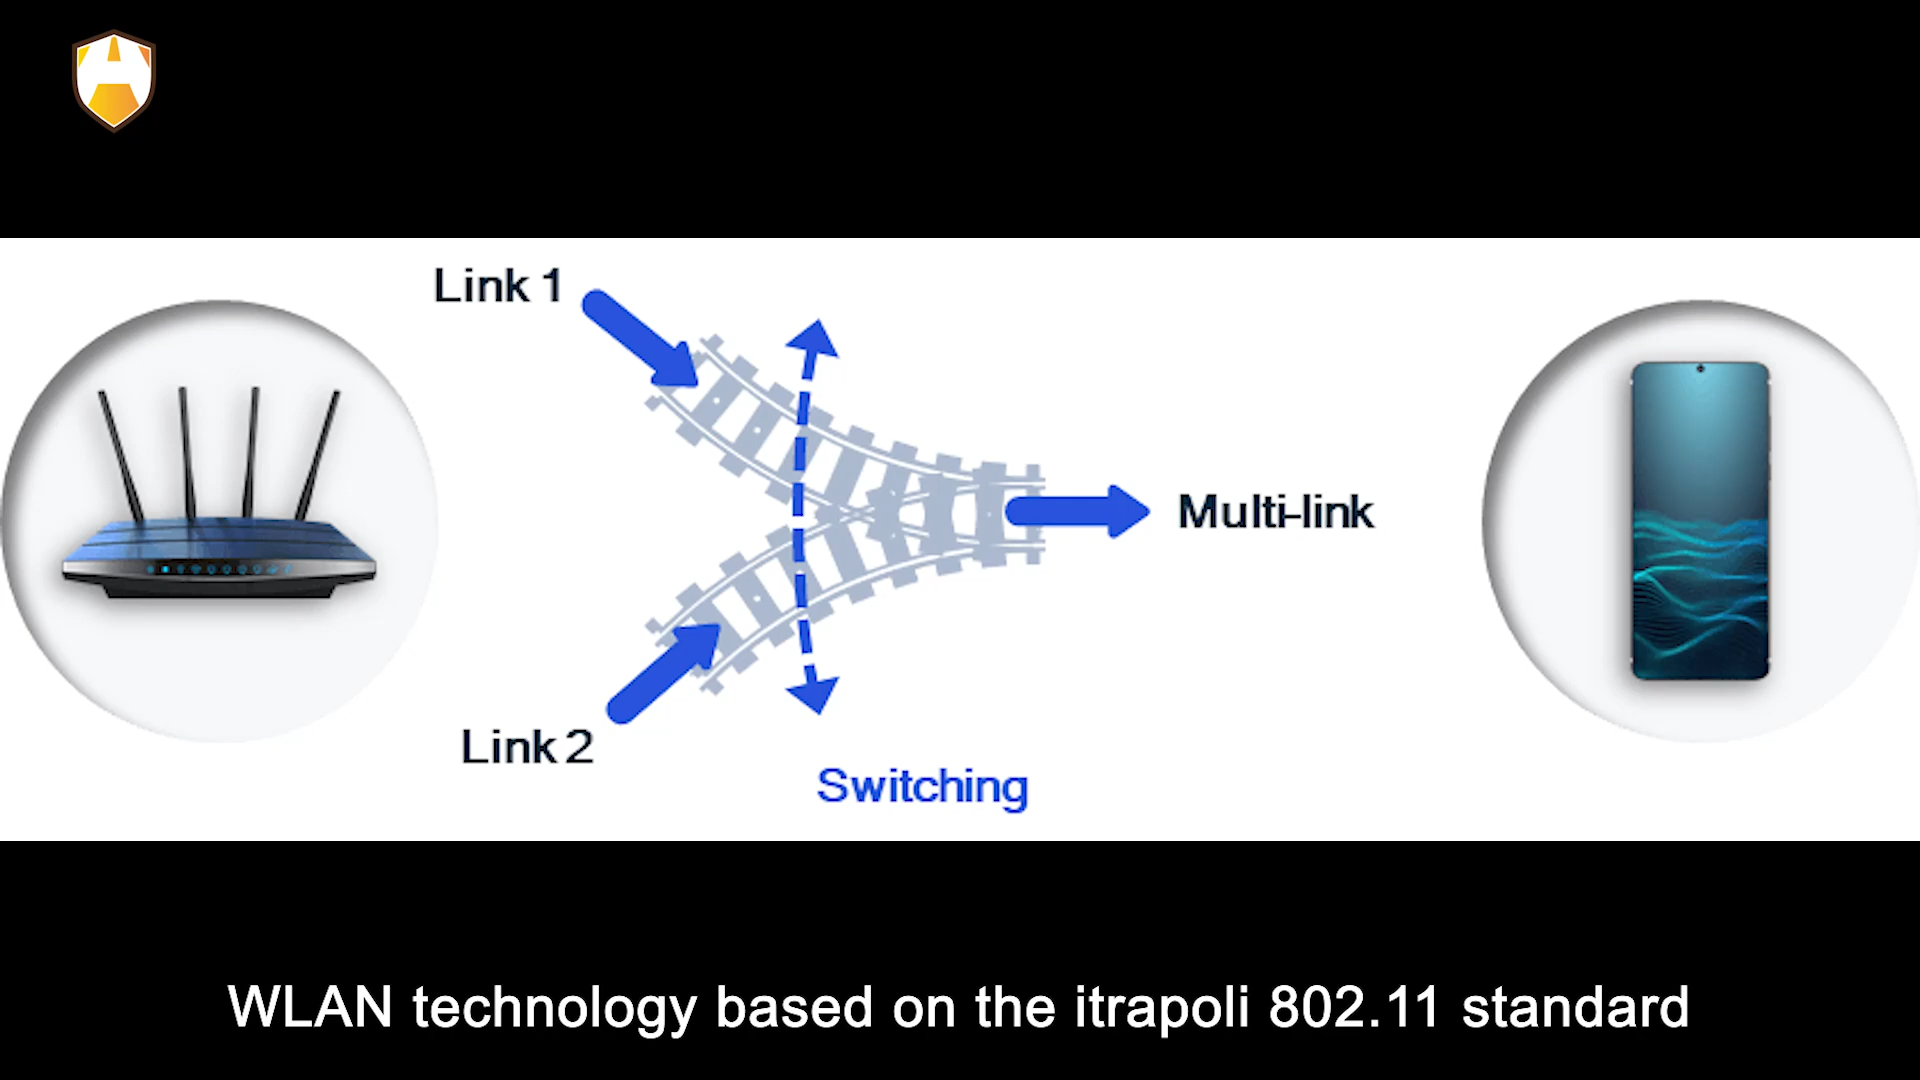 Link 1
Multi-link
Link 2
Switching
WLAN technology based on the itrapoli 802.11 standard